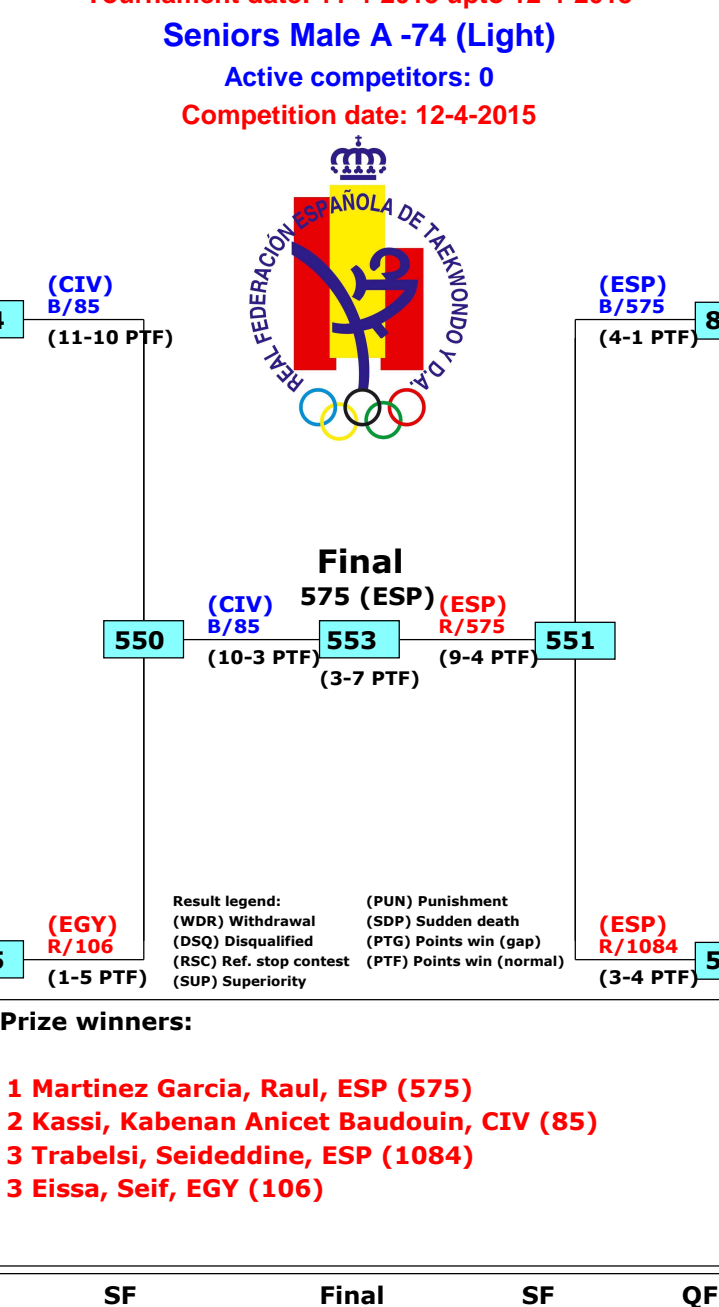 Seniors Male A -74 (Light)
Active competitors: 0
Competition date: 12-4-2015
REAL FEDERACIÓN ESPAÑOLA DE TAEKWONDO Y D.A.
(CIV)
B/85
(11-10 PTF)
(ESP)
B/575
8
(4-1 PTF)
Final
575 (ESP)
(CIV)
B/85
(ESP)
R/575
550
553
551
(10-3 PTF)
(9-4 PTF)
(3-7 PTF)
(EGY)
R/106
(1-5 PTF)
Result legend:
(WDR) Withdrawal
(DSQ) Disqualified
(RSC) Ref. stop contest
(SUP) Superiority
(PUN) Punishment
(SDP) Sudden death
(PTG) Points win (gap)
(PTF) Points win (normal)
(ESP)
R/1084
5
(3-4 PTF)
Prize winners:
1 Martinez Garcia, Raul, ESP (575)
2 Kassi, Kabenan Anicet Baudouin, CIV (85)
3 Trabelsi, Seideddine, ESP (1084)
3 Eissa, Seif, EGY (106)
SF Final SF QF